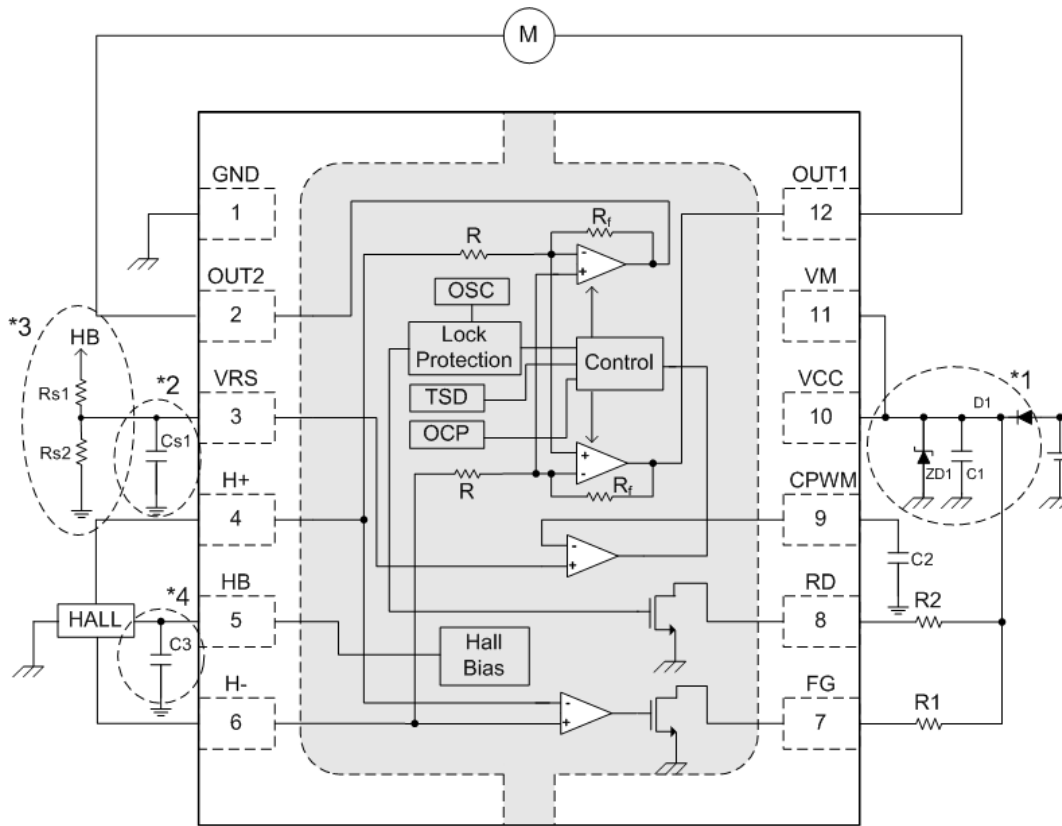 M
GND
1
OUT2
2
*3
HB
Rs1
Rs2
*2
Cs1
VRS
3
H+
4
HB
5
HALL
*4
C3
H-
6
R
Rf
OSC
Lock
Protection
Control
TSD
OCP
R
Rf
Hall
Bias
-
+
+
-
-
+
-
+
OUT1
12
VM
11
VCC
10
*1
D1
ZD1
C1
CPWM
9
C2
RD
8
R2
FG
7
R1